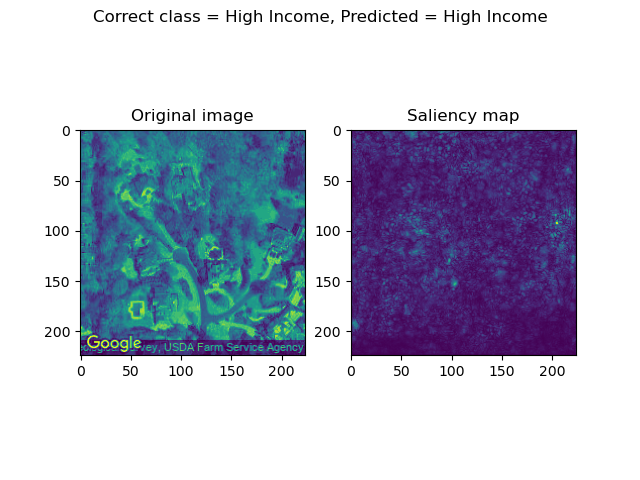 Correct class = High Income, Predicted = High Income
Original image
Saliency map
0
50
100
150
200
0 50 100 150 200
Google
vey, USDA Farm Service Agency
0
50
100
150
200
0 50 100 150 200